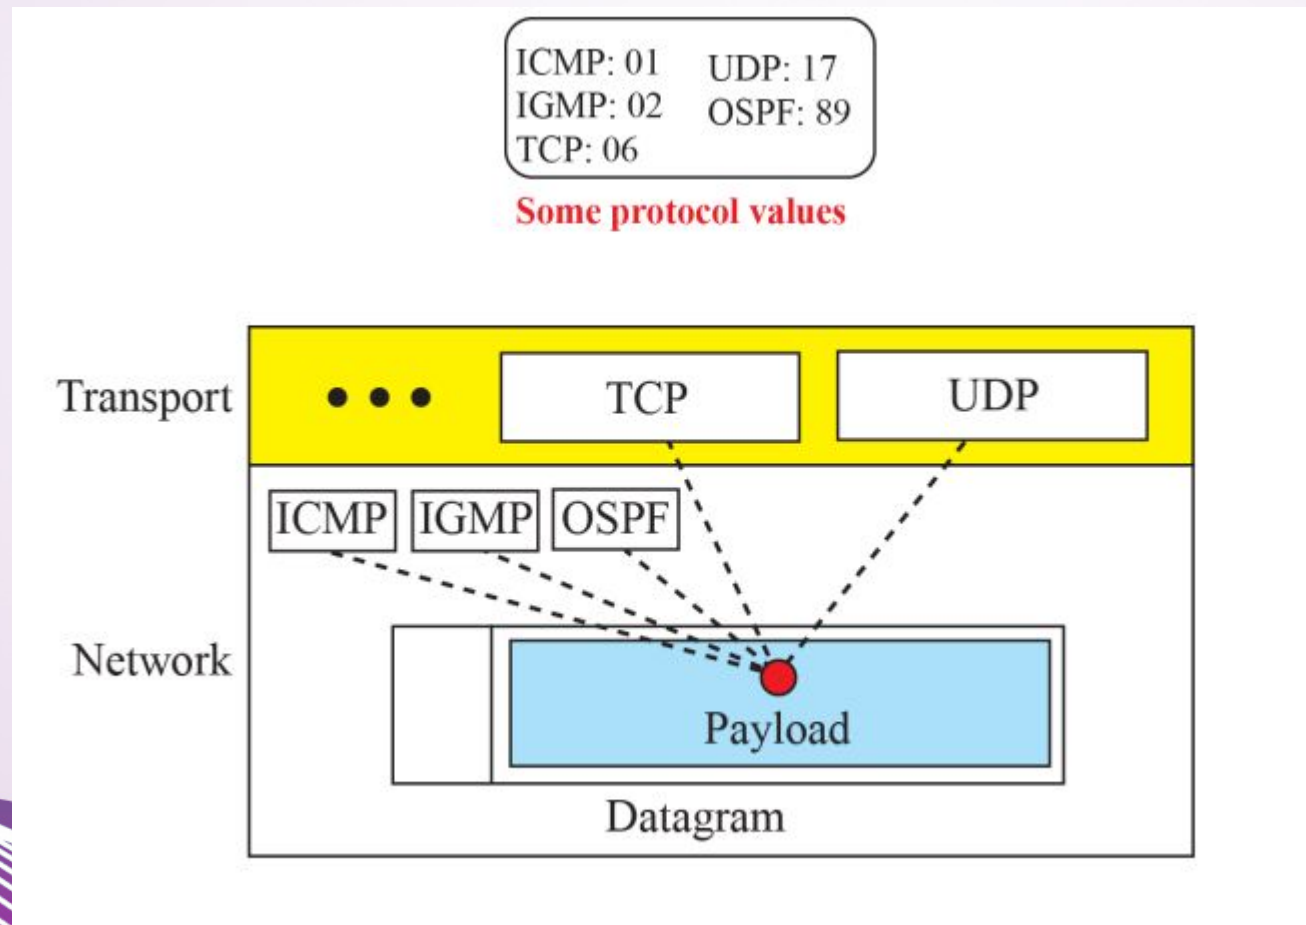 ICMP: 01 UDP: 17
IGMP: 02 OSPF: 89
TCP: 06
Some protocol values
Transport TCP UDP
ICMP IGMP OSPF
Network
Payload
Datagram